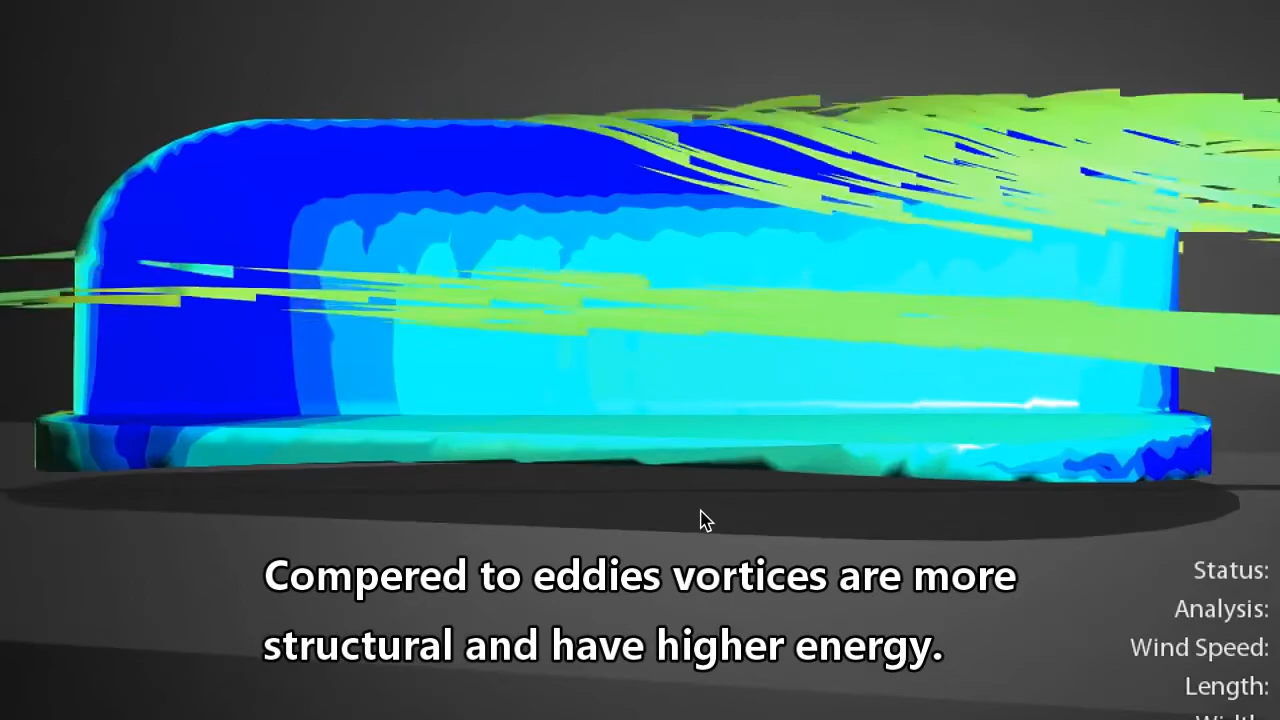 Compered to eddies vortices are more
structural and have higher energy.
Status:
Analysis:
Wind Speed:
Length: